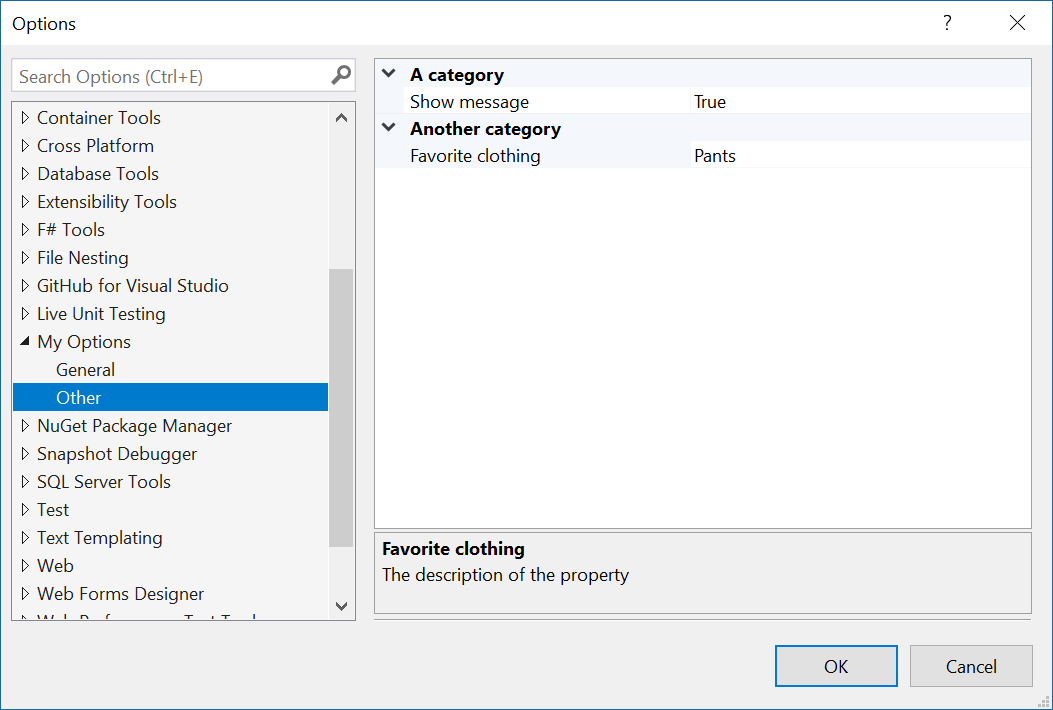 Options
?
Search Options (Ctrl+E)
Container Tools
Cross Platform
Database Tools
Extensibility Tools
F# Tools
File Nesting
GitHub for Visual Studio
Live Unit Testing
My Options
General
Other
NuGet Package Manager
Snapshot Debugger
SQL Server Tools
Test
Text Templating
Web
Web Forms Designer
A category
Show message True
Another category
Favorite clothing Pants
Favorite clothing
The description of the property
OK
Cancel